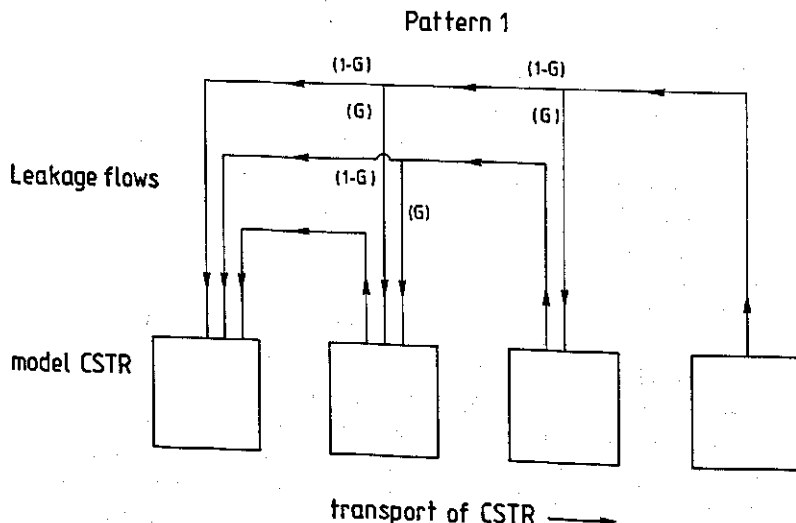 Pattern 1
(1-G) (1-G)
(G) (G)
Leakage flows
(1-G)
(G)
model CSTR
transport of CSTR